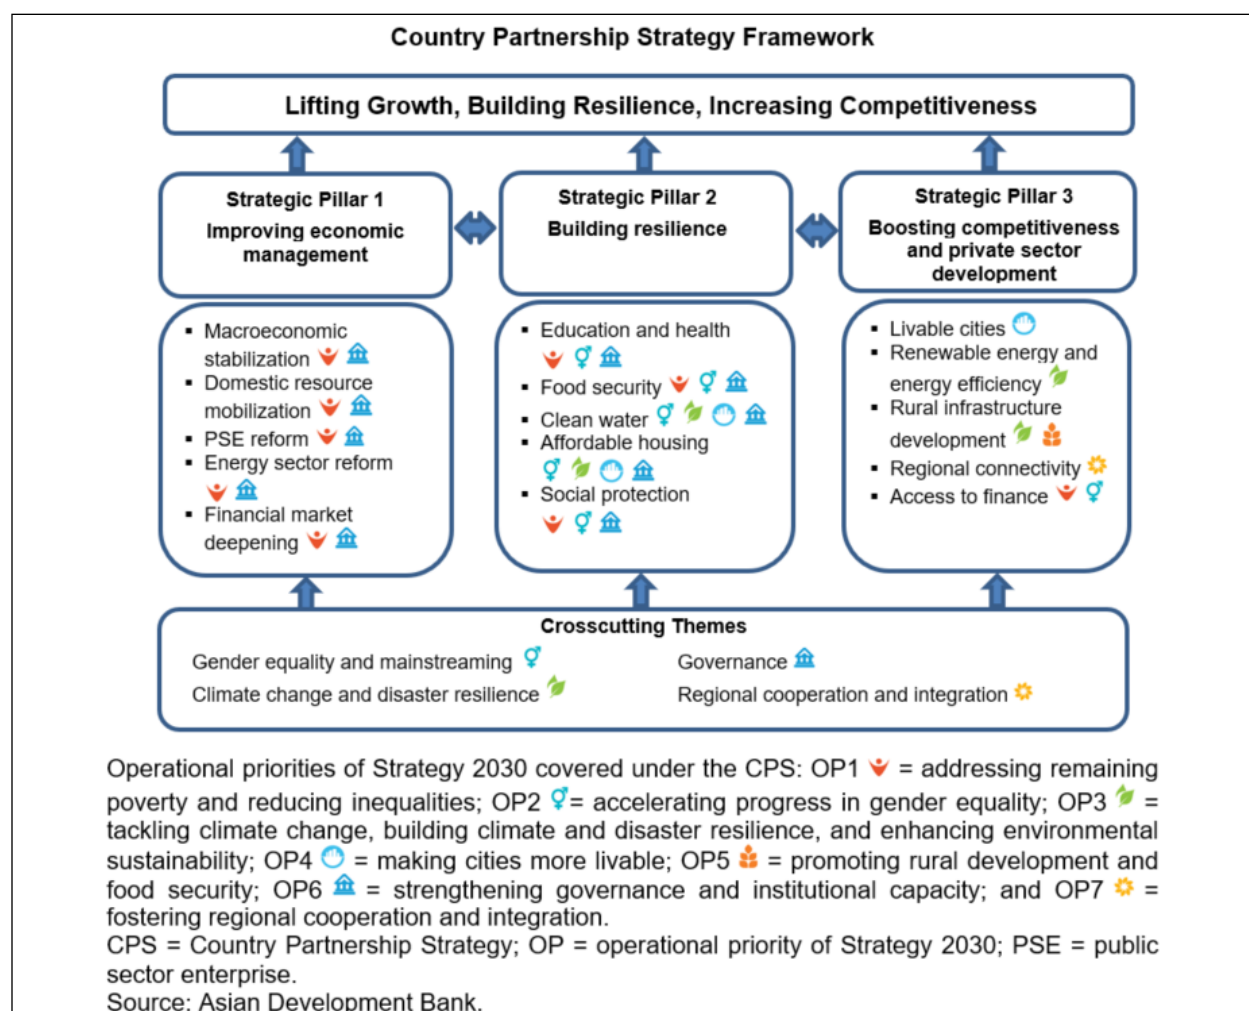 Country Partnership Strategy Framework
Lifting Growth, Building Resilience, Increasing Competitiveness
Strategic Pillar 1
Improving economic
management
Strategic Pillar 2
Building resilience
Strategic Pillar 3
Boosting competitiveness
and private sector
development
▪ Macroeconomic
stabilization
▪ Domestic resource
mobilization
▪ PSE reform
▪ Energy sector reform
▪ Financial market
deepening
▪ Education and health
▪ Food security
▪ Clean water
▪ Affordable housing
▪ Social protection
▪ Livable cities
▪ Renewable energy and
energy efficiency
▪ Rural infrastructure
development
▪ Regional connectivity
▪ Access to finance
Crosscutting Themes
Gender equality and mainstreaming
Governance
Climate change and disaster resilience
Regional cooperation and integration
Operational priorities of Strategy 2030 covered under the CPS: OP1 = addressing remaining
poverty and reducing inequalities; OP2 = accelerating progress in gender equality; OP3 =
tackling climate change, building climate and disaster resilience, and enhancing environmental
sustainability; OP4 = making cities more livable; OP5 = promoting rural development and
food security; OP6 = strengthening governance and institutional capacity; and OP7 =
fostering regional cooperation and integration.
CPS = Country Partnership Strategy; OP = operational priority of Strategy 2030; PSE = public
sector enterprise.
Source: Asian Development Bank.